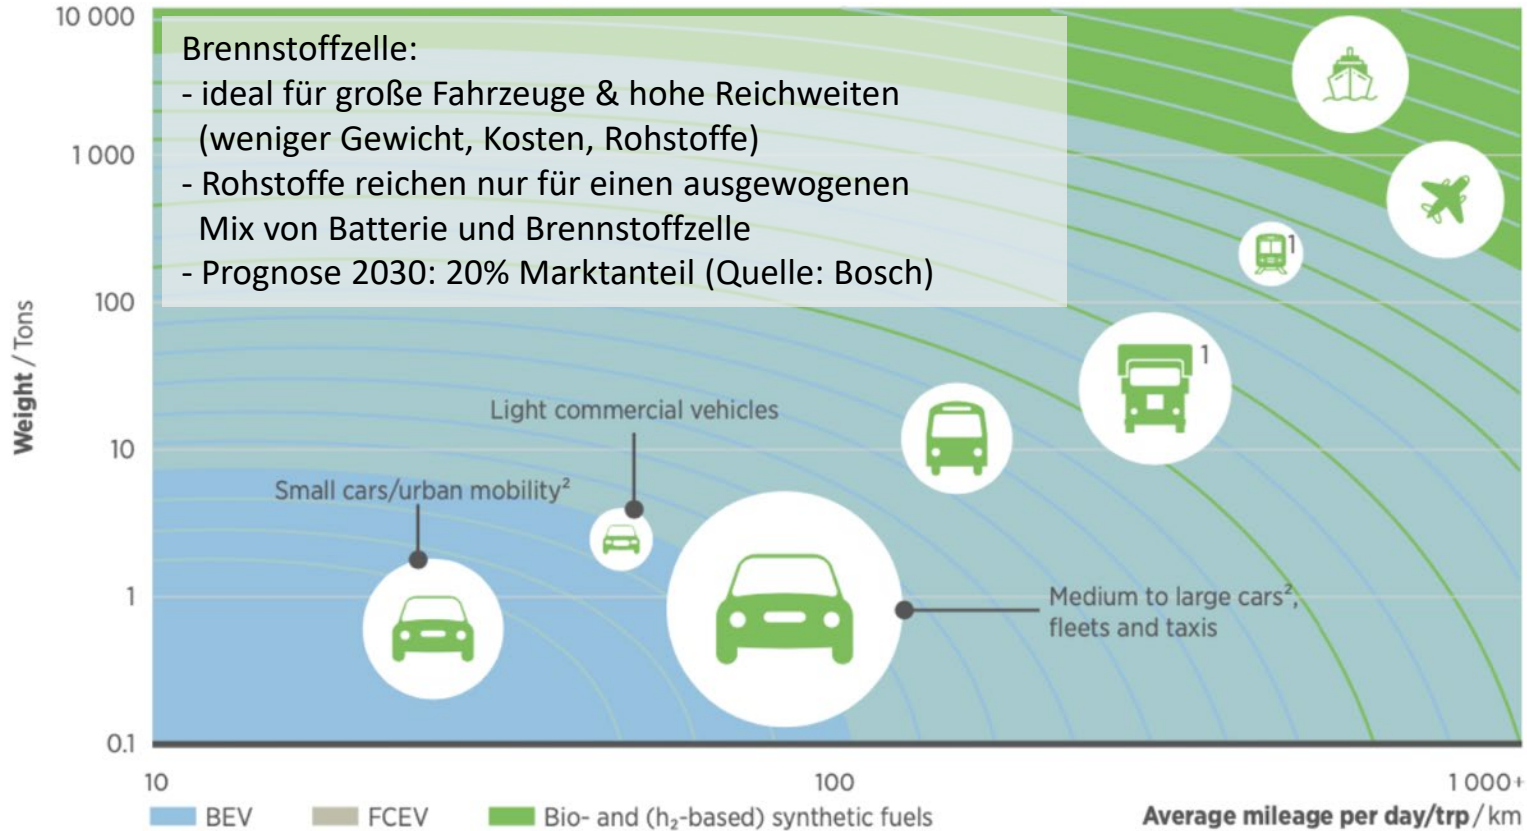 10 000
Brennstoffzelle:
- ideal für große Fahrzeuge & hohe Reichweiten
(weniger Gewicht, Kosten, Rohstoffe)
- Rohstoffe reichen nur für einen ausgewogenen
Mix von Batterie und Brennstoffzelle
- Prognose 2030: 20% Marktanteil (Quelle: Bosch)
1 000
100
10
1
0.1
Weight / Tons
1
1
Light commercial vehicles
Small cars/urban mobility²
Medium to large cars²,
fleets and taxis
10
100
1 000+
BEV
FCEV
Bio- and (h₂-based) synthetic fuels
Average mileage per day/trp / km